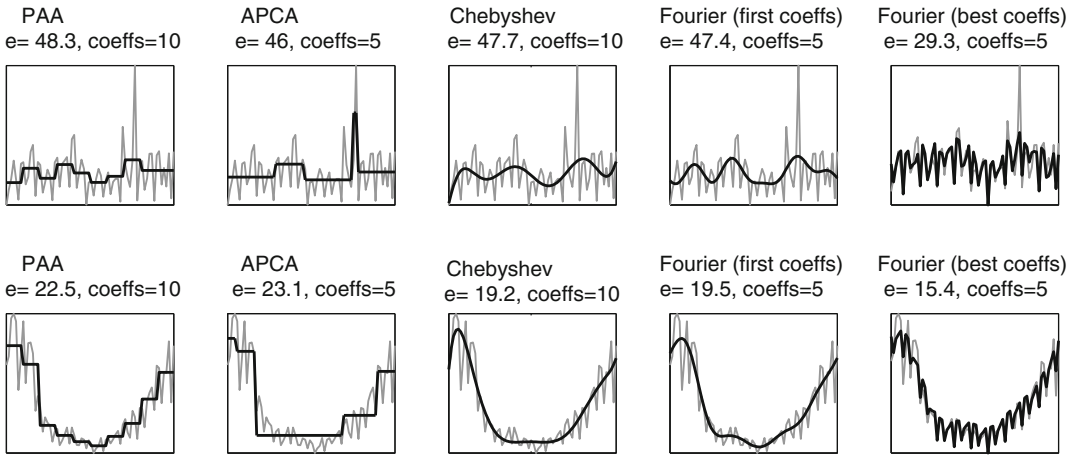 PAA
e= 48.3, coeffs=10
APCA
e= 46, coeffs=5
Chebyshev
e= 47.7, coeffs=10
Fourier (first coeffs)
e= 47.4, coeffs=5
Fourier (best coeffs)
e= 29.3, coeffs=5
PAA
e= 22.5, coeffs=10
APCA
e= 23.1, coeffs=5
Chebyshev
e= 19.2, coeffs=10
Fourier (first coeffs)
e= 19.5, coeffs=5
Fourier (best coeffs)
e= 15.4, coeffs=5